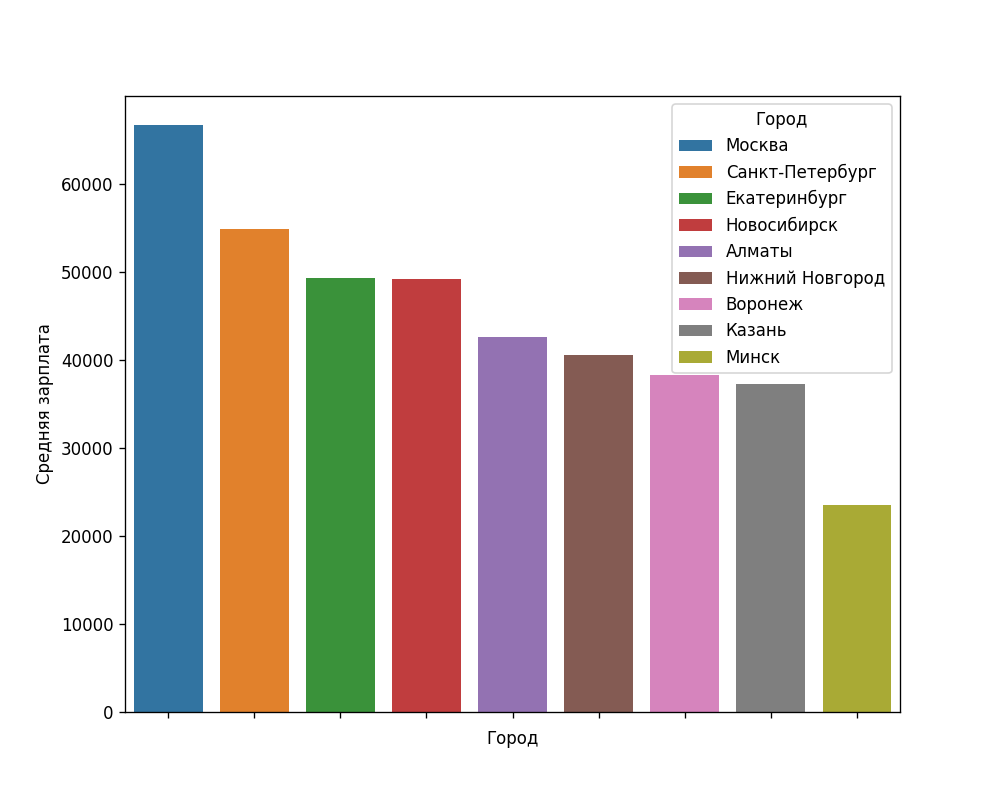 Город
Москва
Санкт-Петербург
Екатеринбург
Новосибирск
Алматы
Нижний Новгород
Воронеж
Казань
Минск
60000
50000
40000
30000
20000
10000
0
Средняя зарплата
Город